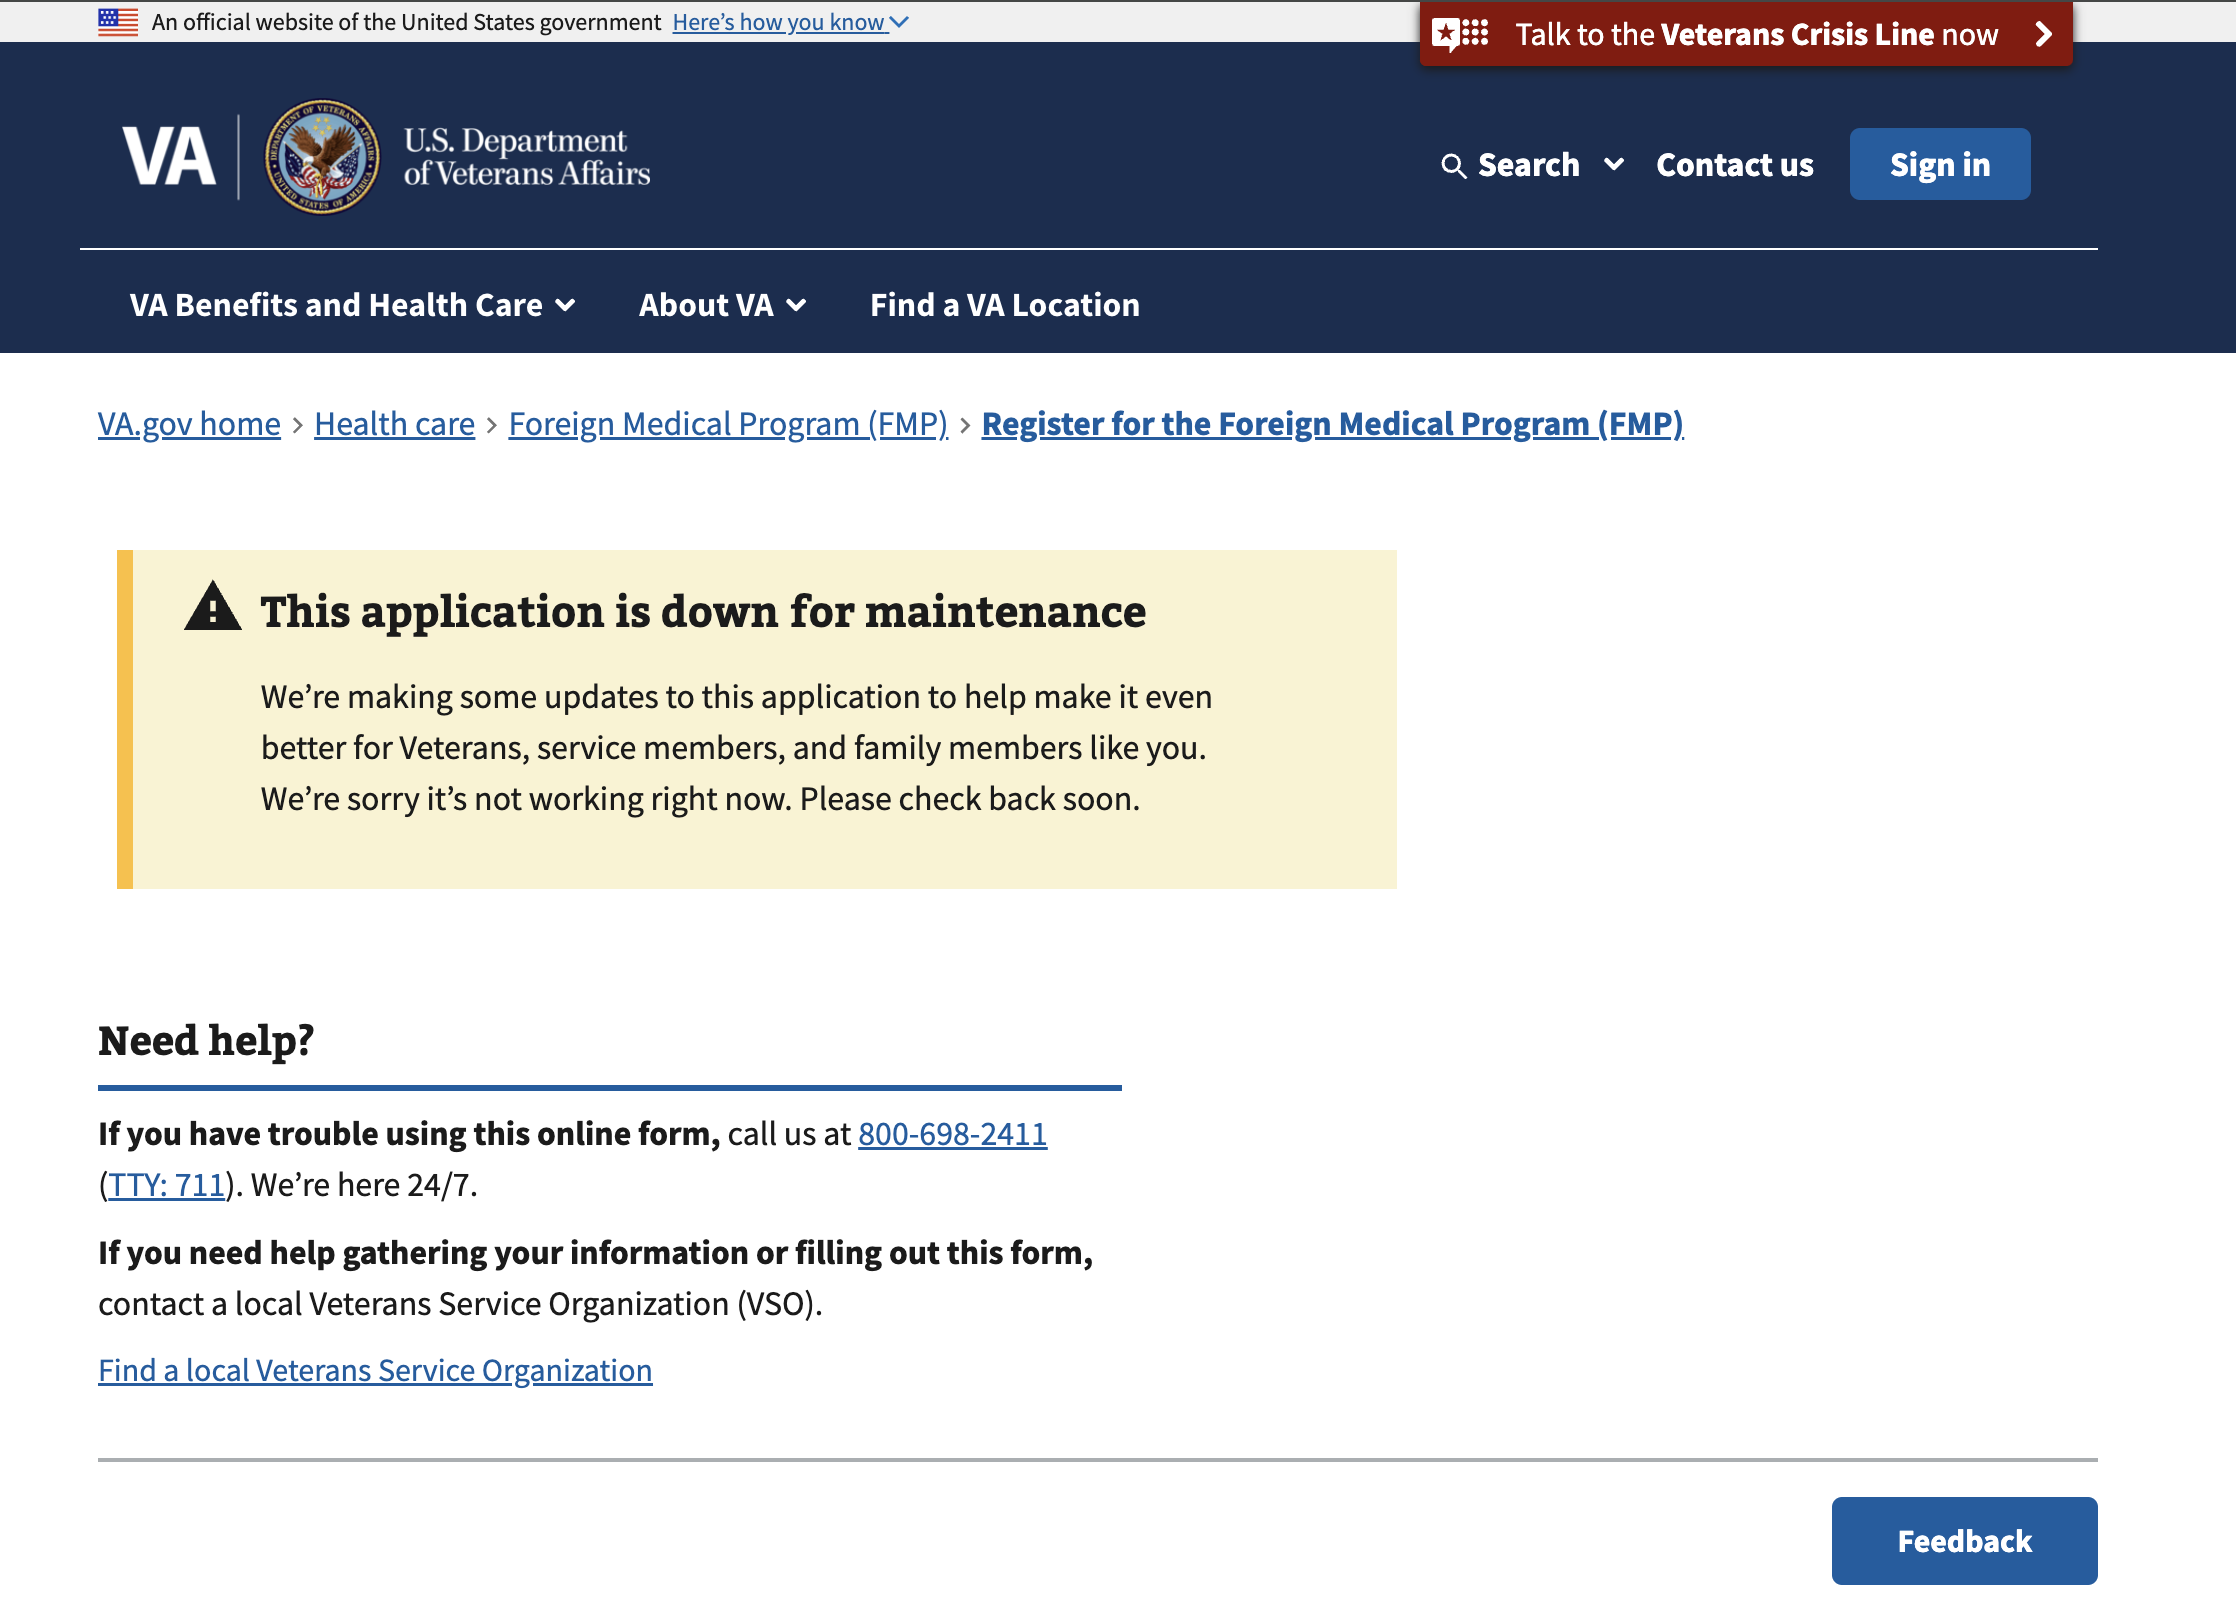 An official website of the United States government Here's how you know
Talk to the Veterans Crisis Line now
VA
U.S. Department
of Veterans Affairs
Search
Contact us
Sign in
VA Benefits and Health Care
About VA
Find a VA Location
VA.gov home › Health care › Foreign Medical Program (FMP) › Register for the Foreign Medical Program (FMP)
This application is down for maintenance
We're making some updates to this application to help make it even
better for Veterans, service members, and family members like you.
We're sorry it's not working right now. Please check back soon.
Need help?
If you have trouble using this online form, call us at 800-698-2411
(TTY: 711). We're here 24/7.
If you need help gathering your information or filling out this form,
contact a local Veterans Service Organization (VSO).
Find a local Veterans Service Organization
Feedback